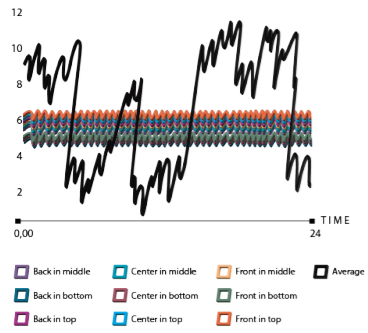 12
10
8
6
4
2
TIME
0,00
24
Back in middle
Center in middle
Front in middle
Average
Back in bottom
Center in bottom
Front in bottom
Back in top
Center in top
Front in top